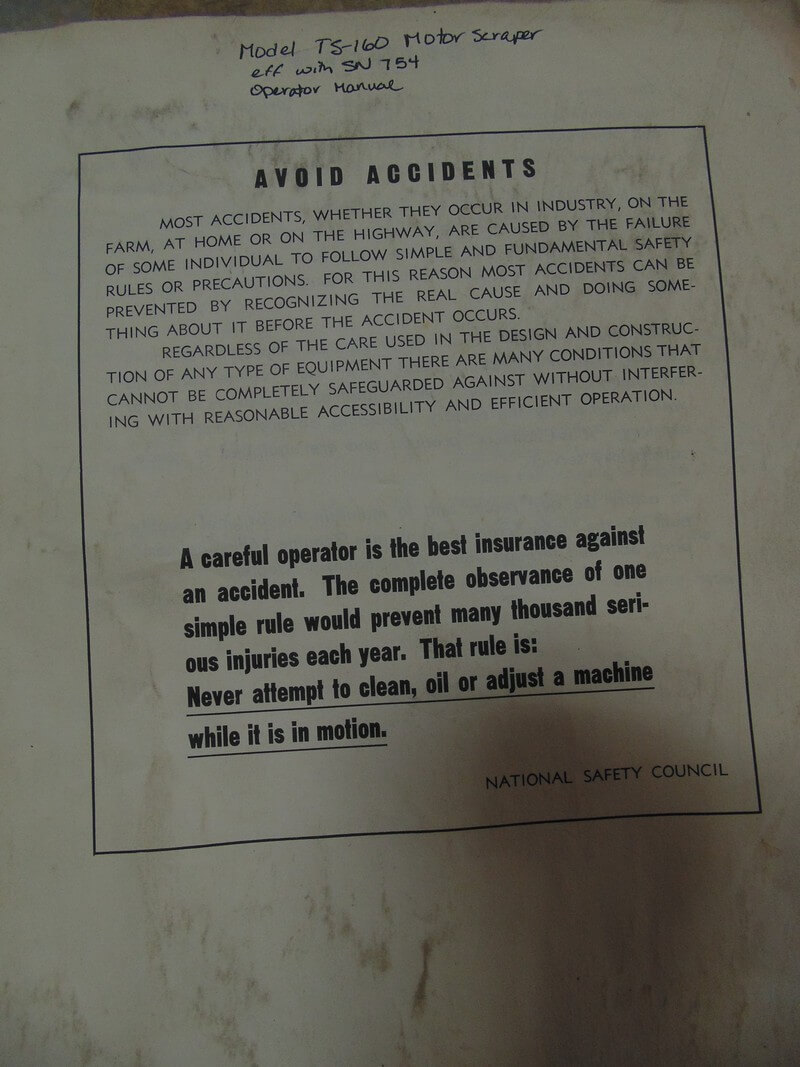 Model TS-160 Motor Scraper
eff with SN 754
Operator Manual
AVOID ACCIDENTS
MOST ACCIDENTS, WHETHER THEY OCCUR IN INDUSTRY, ON THE
FARM, AT HOME OR ON THE HIGHWAY, ARE CAUSED BY THE FAILURE
OF SOME INDIVIDUAL TO FOLLOW SIMPLE AND FUNDAMENTAL SAFETY
RULES OR PRECAUTIONS. FOR THIS REASON MOST ACCIDENTS CAN BE
PREVENTED BY RECOGNIZING THE REAL CAUSE AND DOING SOME-
THING ABOUT IT BEFORE THE ACCIDENT OCCURS.
REGARDLESS OF THE CARE USED IN THE DESIGN AND CONSTRUC-
TION OF ANY TYPE OF EQUIPMENT THERE ARE MANY CONDITIONS THAT
CANNOT BE COMPLETELY SAFEGUARDED AGAINST WITHOUT INTERFER-
ING WITH REASONABLE ACCESSIBILITY AND EFFICIENT OPERATION.
A careful operator is the best insurance against
an accident. The complete observance of one
simple rule would prevent many thousand seri-
ous injuries each year. That rule is:
Never attempt to clean, oil or adjust a machine
while it is in motion.
NATIONAL SAFETY COUNCIL